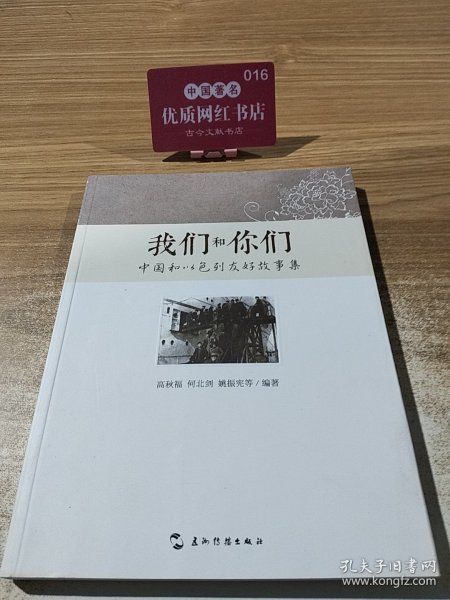 016
中国著名
优质网红书店
古今文献书店
我们和你们
中国和以色列友好故事集
高秋福 何北剑 姚振宪等/编著
五洲传播出版社
孔夫子旧书网
www.kongfz.com